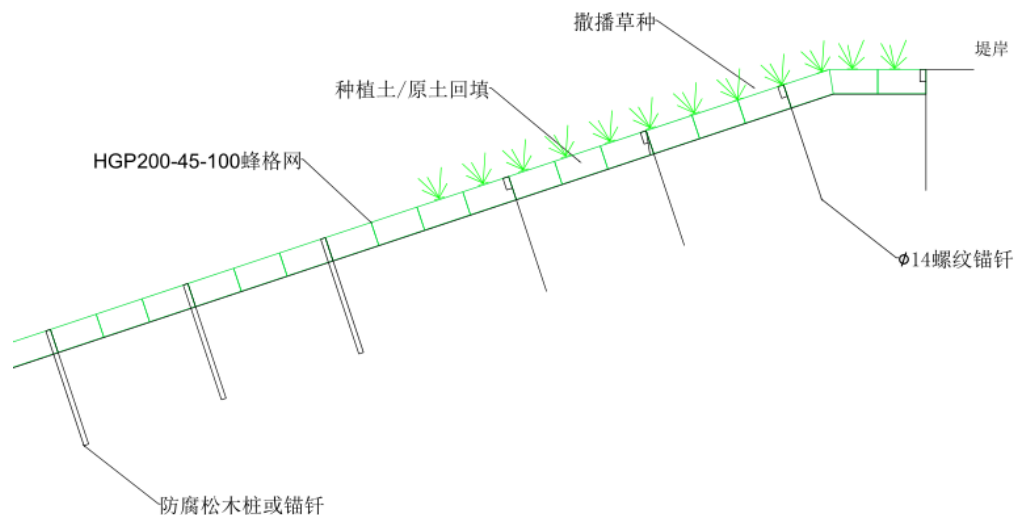 撒播草种
堤岸
种植土/原土回填
HGP200-45-100蜂格网
ϕ14螺纹锚钎
防腐松木桩或锚钎